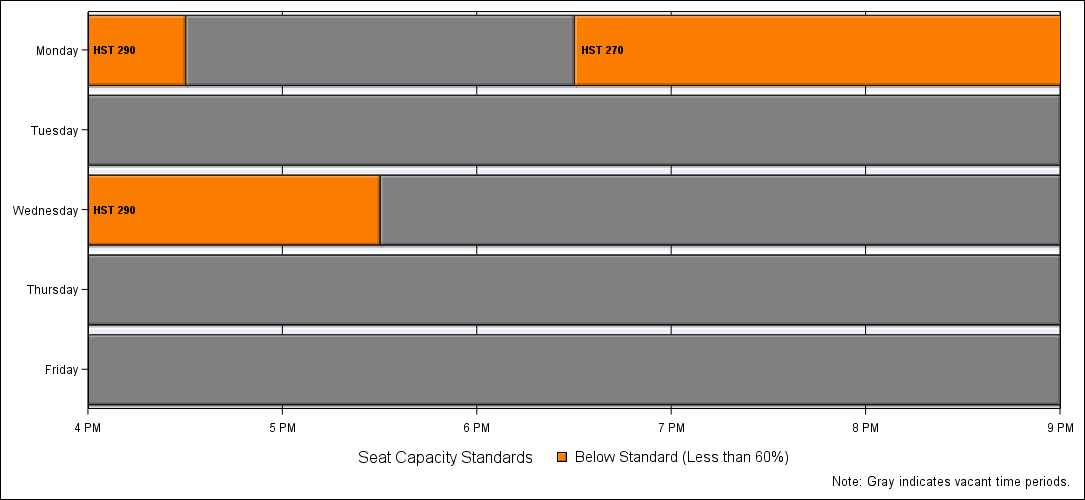 Monday
HST 290
HST 270
Tuesday
Wednesday
HST 290
Thursday
Friday
4 PM 5 PM 6 PM 7 PM 8 PM 9 PM
Seat Capacity Standards Below Standard (Less than 60%)
Note: Gray indicates vacant time periods.